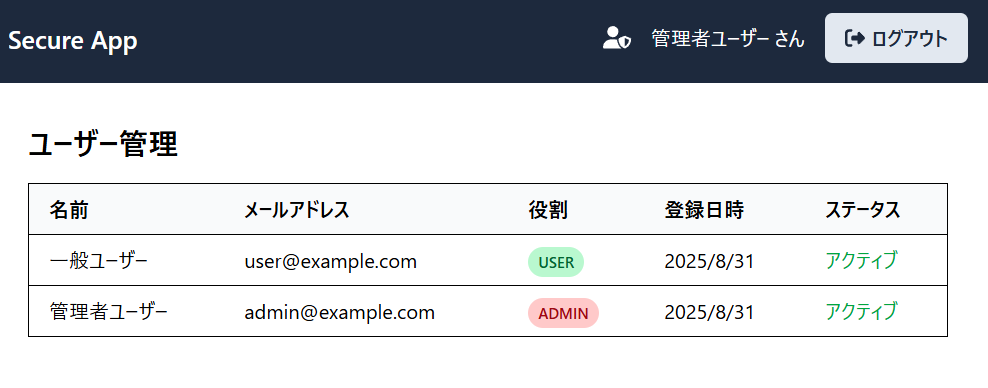 Secure App
管理者ユーザー さん
ログアウト
ユーザー管理
名前 メールアドレス 役割 登録日時 ステータス
一般ユーザー user@example.com USER 2025/8/31 アクティブ
管理者ユーザー admin@example.com ADMIN 2025/8/31 アクティブ